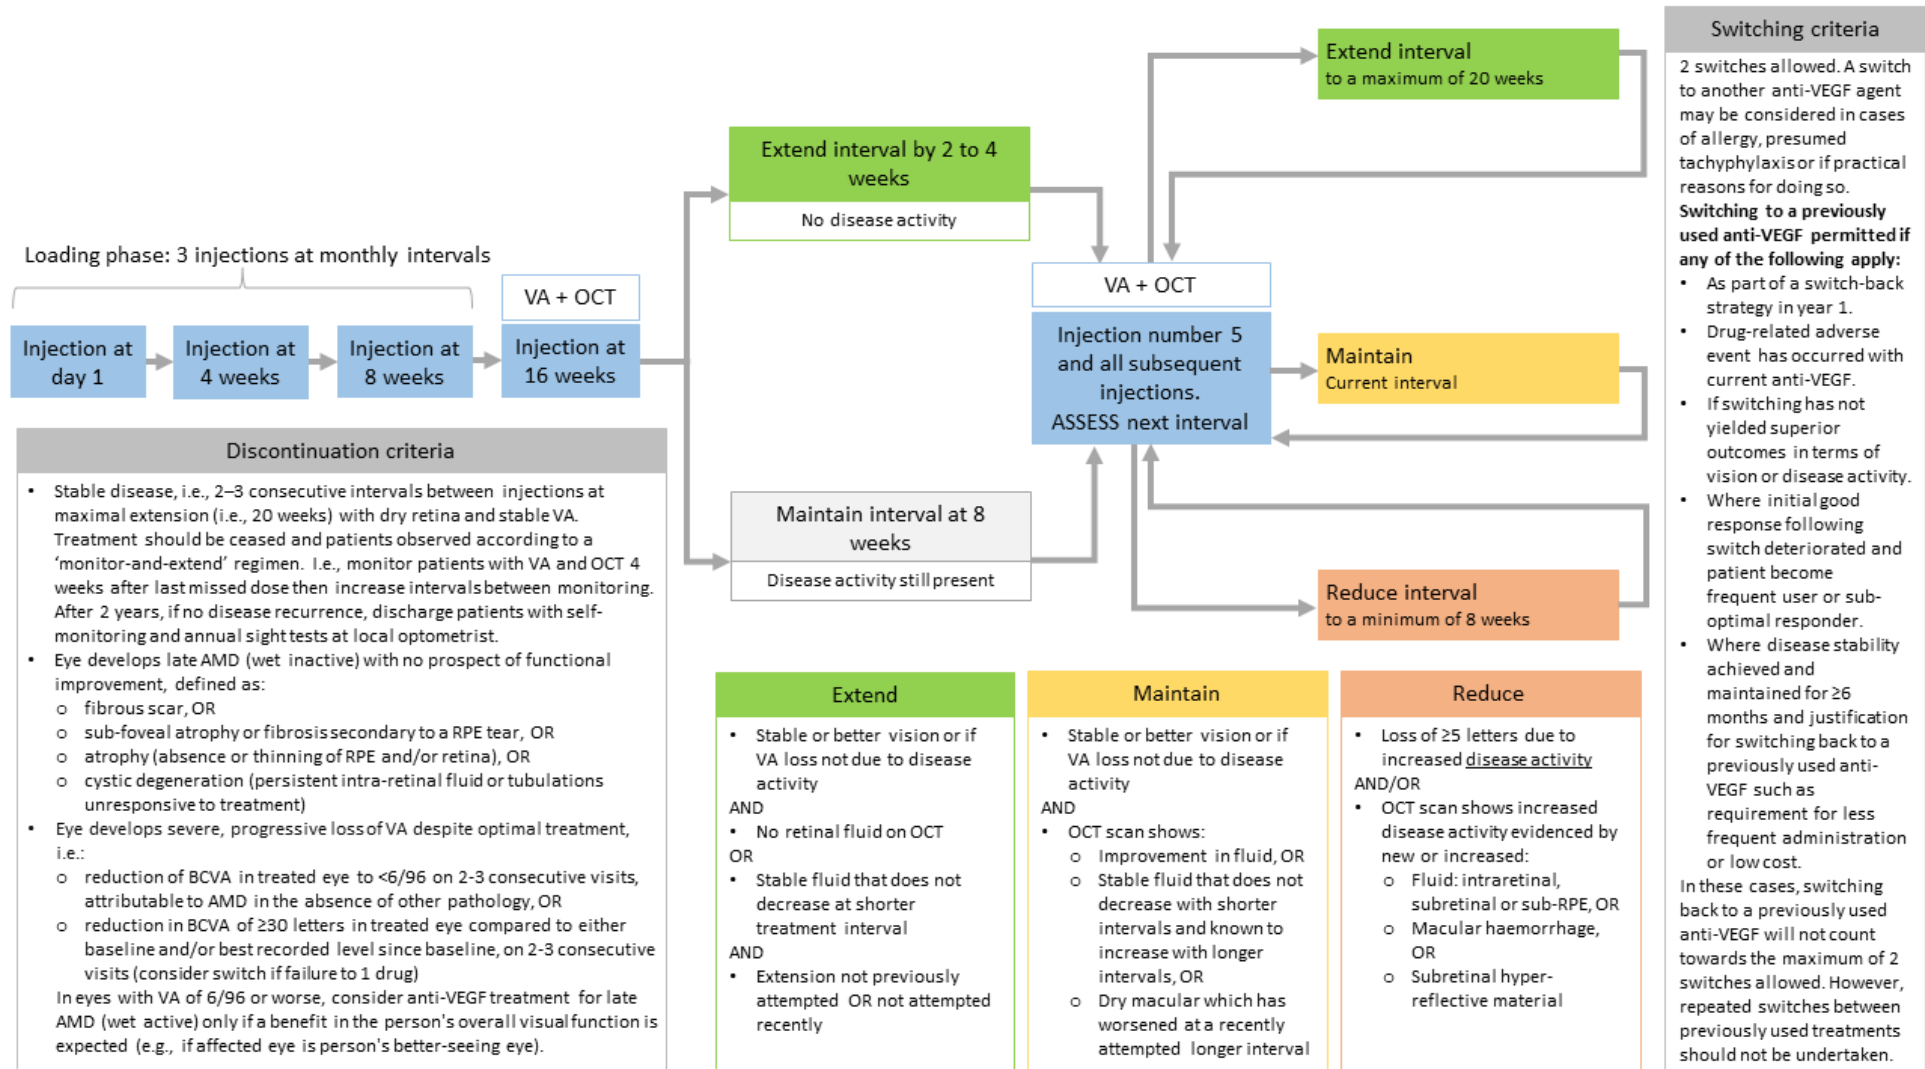 Loading phase: 3 injections at monthly intervals
Injection at
day 1
Injection at
4 weeks
Injection at
8 weeks
VA + OCT
Injection at
16 weeks
Extend interval by 2 to 4
weeks
No disease activity
Maintain interval at 8
weeks
Disease activity still present
VA + OCT
Injection number 5
and all subsequent
injections.
ASSESS next interval
Extend interval
to a maximum of 20 weeks
Maintain
Current interval
Reduce interval
to a minimum of 8 weeks
Discontinuation criteria
• Stable disease, i.e., 2–3 consecutive intervals between injections at
maximal extension (i.e., 20 weeks) with dry retina and stable VA.
Treatment should be ceased and patients observed according to a
‘monitor-and-extend’ regimen. I.e., monitor patients with VA and OCT 4
weeks after last missed dose then increase intervals between monitoring.
After 2 years, if no disease recurrence, discharge patients with self-
monitoring and annual sight tests at local optometrist.
• Eye develops late AMD (wet inactive) with no prospect of functional
improvement, defined as:
o fibrous scar, OR
o sub-foveal atrophy or fibrosis secondary to a RPE tear, OR
o atrophy (absence or thinning of RPE and/or retina), OR
o cystic degeneration (persistent intra-retinal fluid or tubulations
unresponsive to treatment)
• Eye develops severe, progressive loss of VA despite optimal treatment,
i.e.:
o reduction of BCVA in treated eye to <6/96 on 2-3 consecutive visits,
attributable to AMD in the absence of other pathology, OR
o reduction in BCVA of ≥30 letters in treated eye compared to either
baseline and/or best recorded level since baseline, on 2-3 consecutive
visits (consider switch if failure to 1 drug)
In eyes with VA of 6/96 or worse, consider anti-VEGF treatment for late
AMD (wet active) only if a benefit in the person's overall visual function is
expected (e.g., if affected eye is person's better-seeing eye).
Extend
• Stable or better vision or if
VA loss not due to disease
activity
AND
• No retinal fluid on OCT
OR
• Stable fluid that does not
decrease at shorter
treatment interval
AND
• Extension not previously
attempted OR not attempted
recently
Maintain
• Stable or better vision or if
VA loss not due to disease
activity
AND
• OCT scan shows:
o Improvement in fluid, OR
o Stable fluid that does not
decrease with shorter
intervals and known to
increase with longer
intervals, OR
o Dry macular which has
worsened at a recently
attempted longer interval
Reduce
• Loss of ≥5 letters due to
increased disease activity
AND/OR
• OCT scan shows increased
disease activity evidenced by
new or increased:
o Fluid: intraretinal,
subretinal or sub-RPE, OR
o Macular haemorrhage,
OR
o Subretinal hyper-
reflective material
Switching criteria
2 switches allowed. A switch
to another anti-VEGF agent
may be considered in cases
of allergy, presumed
tachyphylaxis or if practical
reasons for doing so.
Switching to a previously
used anti-VEGF permitted if
any of the following apply:
• As part of a switch-back
strategy in year 1.
• Drug-related adverse
event has occurred with
current anti-VEGF.
• If switching has not
yielded superior
outcomes in terms of
vision or disease activity.
• Where initial good
response following
switch deteriorated and
patient become
frequent user or sub-
optimal responder.
• Where disease stability
achieved and
maintained for ≥6
months and justification
for switching back to a
previously used anti-
VEGF such as
requirement for less
frequent administration
or low cost.
In these cases, switching
back to a previously used
anti-VEGF will not count
towards the maximum of 2
switches allowed. However,
repeated switches between
previously used treatments
should not be undertaken.